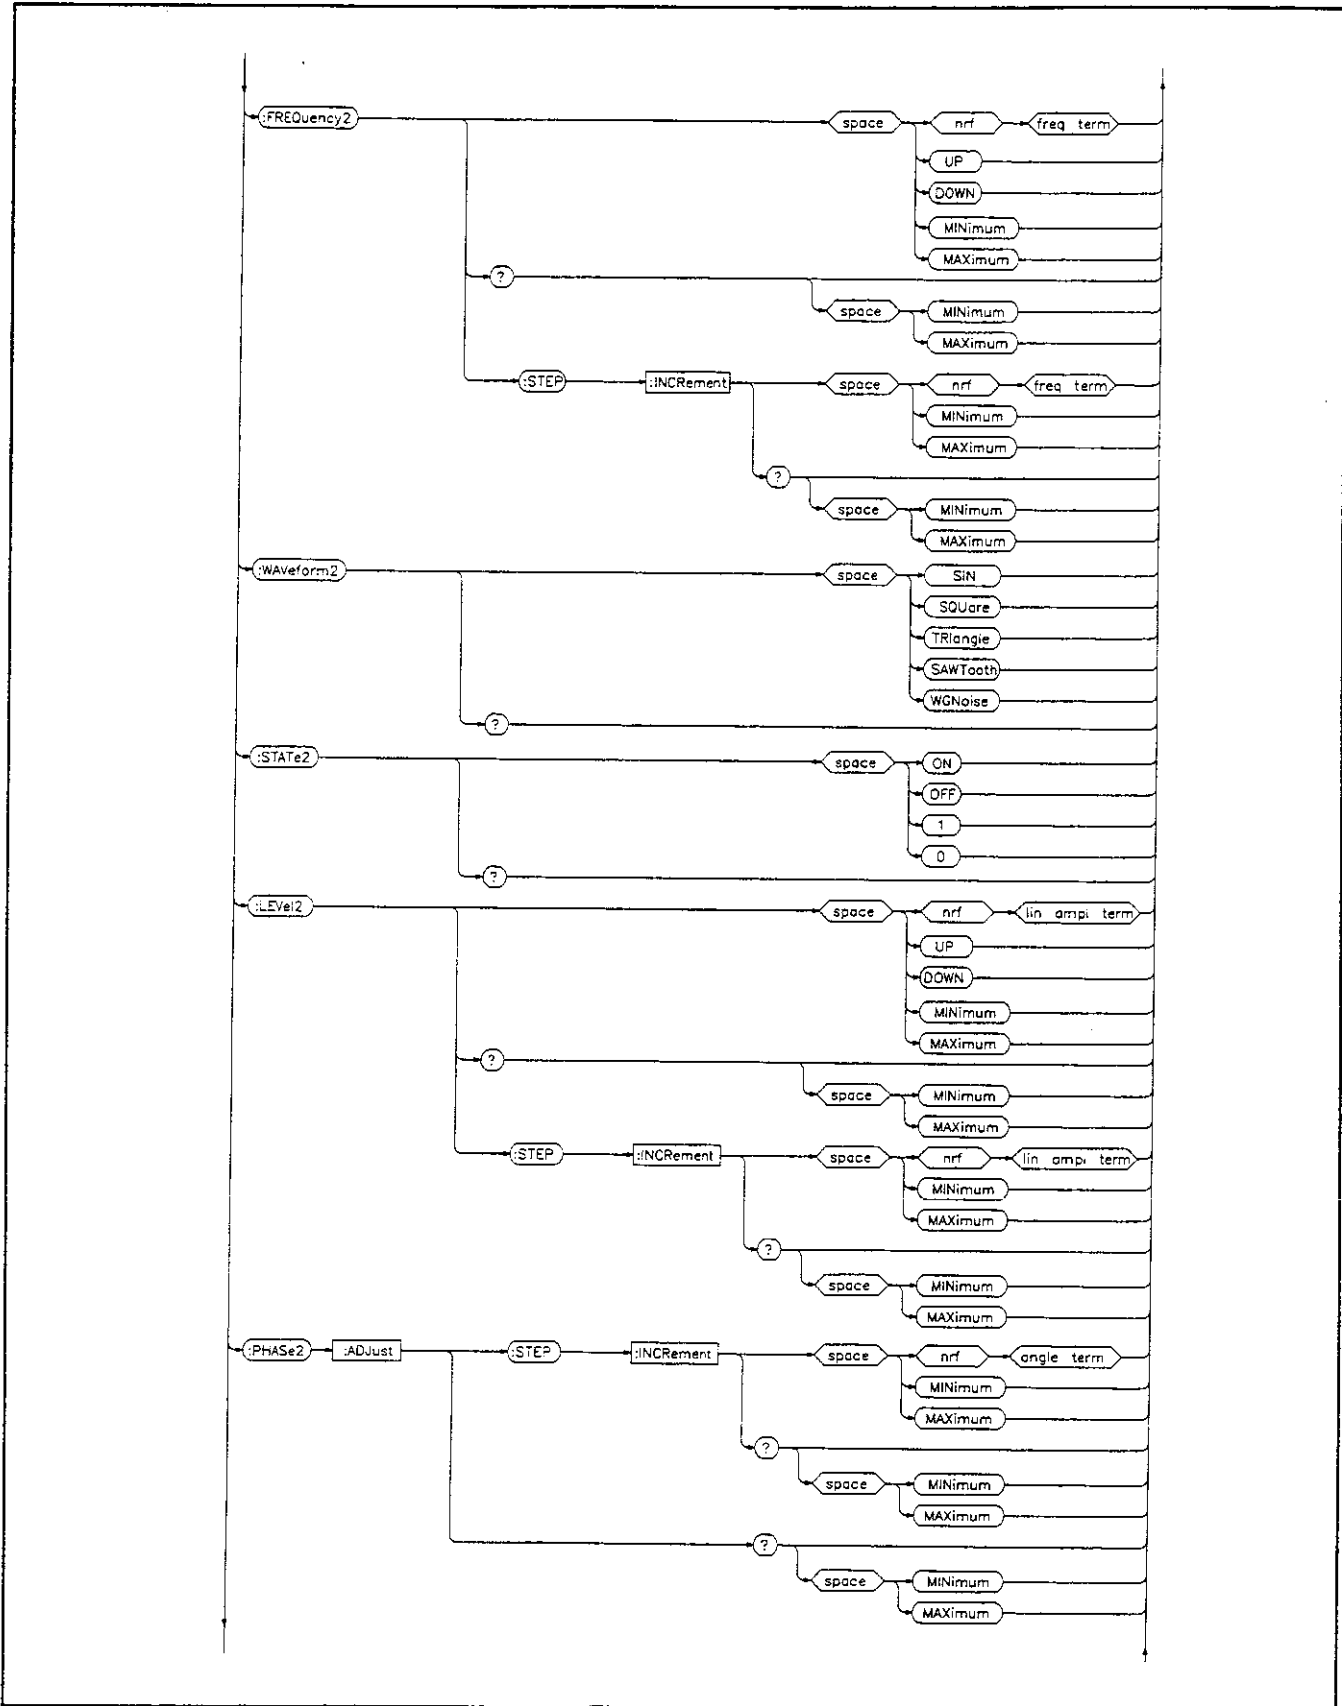 :FREQuency2 space nrf freq term
UP
DOWN
MINimum
MAXimum
?
space MINimum
MAXimum
:STEP :INCRement space nrf freq term
MINimum
MAXimum
?
space MINimum
MAXimum
:WAVeform2 space SIN
SQUare
TRIangle
SAWTooth
WGNoise
?
:STATe2 space ON
OFF
1
0
?
:LEVel2 space nrf lin ampl term
UP
DOWN
MINimum
MAXimum
?
space MINimum
MAXimum
:STEP :INCRement space nrf lin ampl term
MINimum
MAXimum
?
space MINimum
MAXimum
:PHASe2 :ADJust :STEP :INCRement space nrf angle term
MINimum
MAXimum
?
space MINimum
MAXimum
?
space MINimum
MAXimum